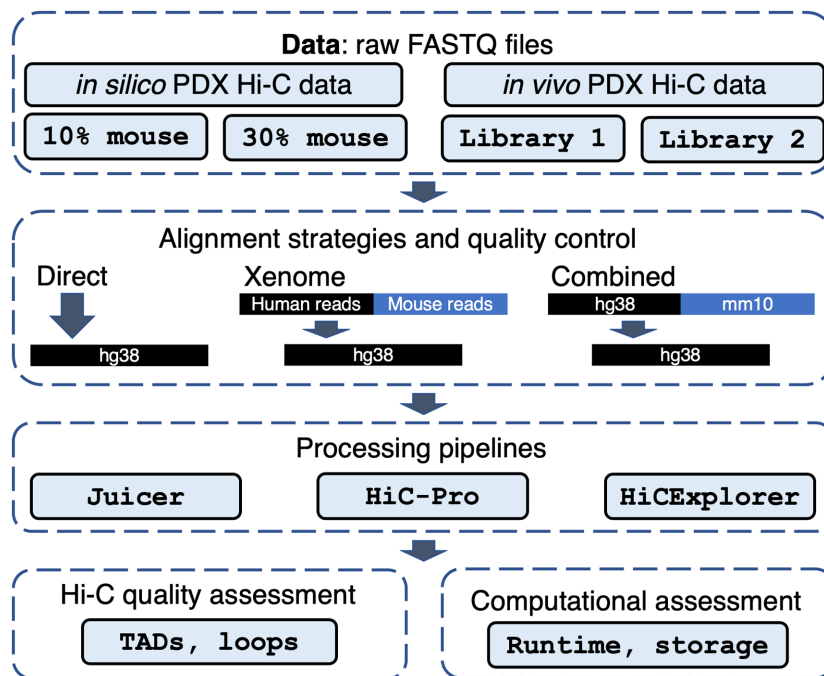 Data: raw FASTQ files
in silico PDX Hi-C data
in vivo PDX Hi-C data
10% mouse
30% mouse
Library 1
Library 2
Alignment strategies and quality control
Direct
hg38
Xenome
Human reads
Mouse reads
hg38
Combined
hg38
mm10
hg38
Processing pipelines
Juicer
HiC-Pro
HiCExplorer
Hi-C quality assessment
TADs, loops
Computational assessment
Runtime, storage